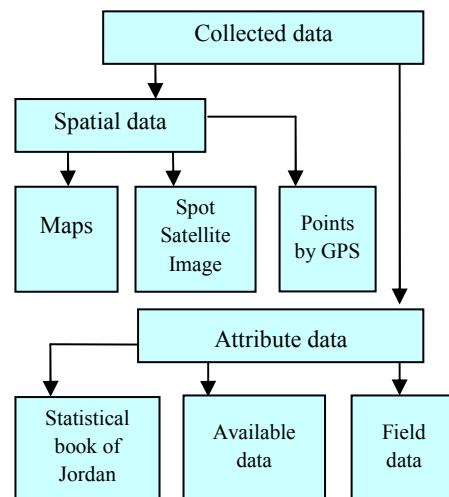 Collected data
Spatial data
Maps
Spot
Satellite
Image
Points
by GPS
Attribute data
Statistical
book of
Jordan
Available
data
Field
data